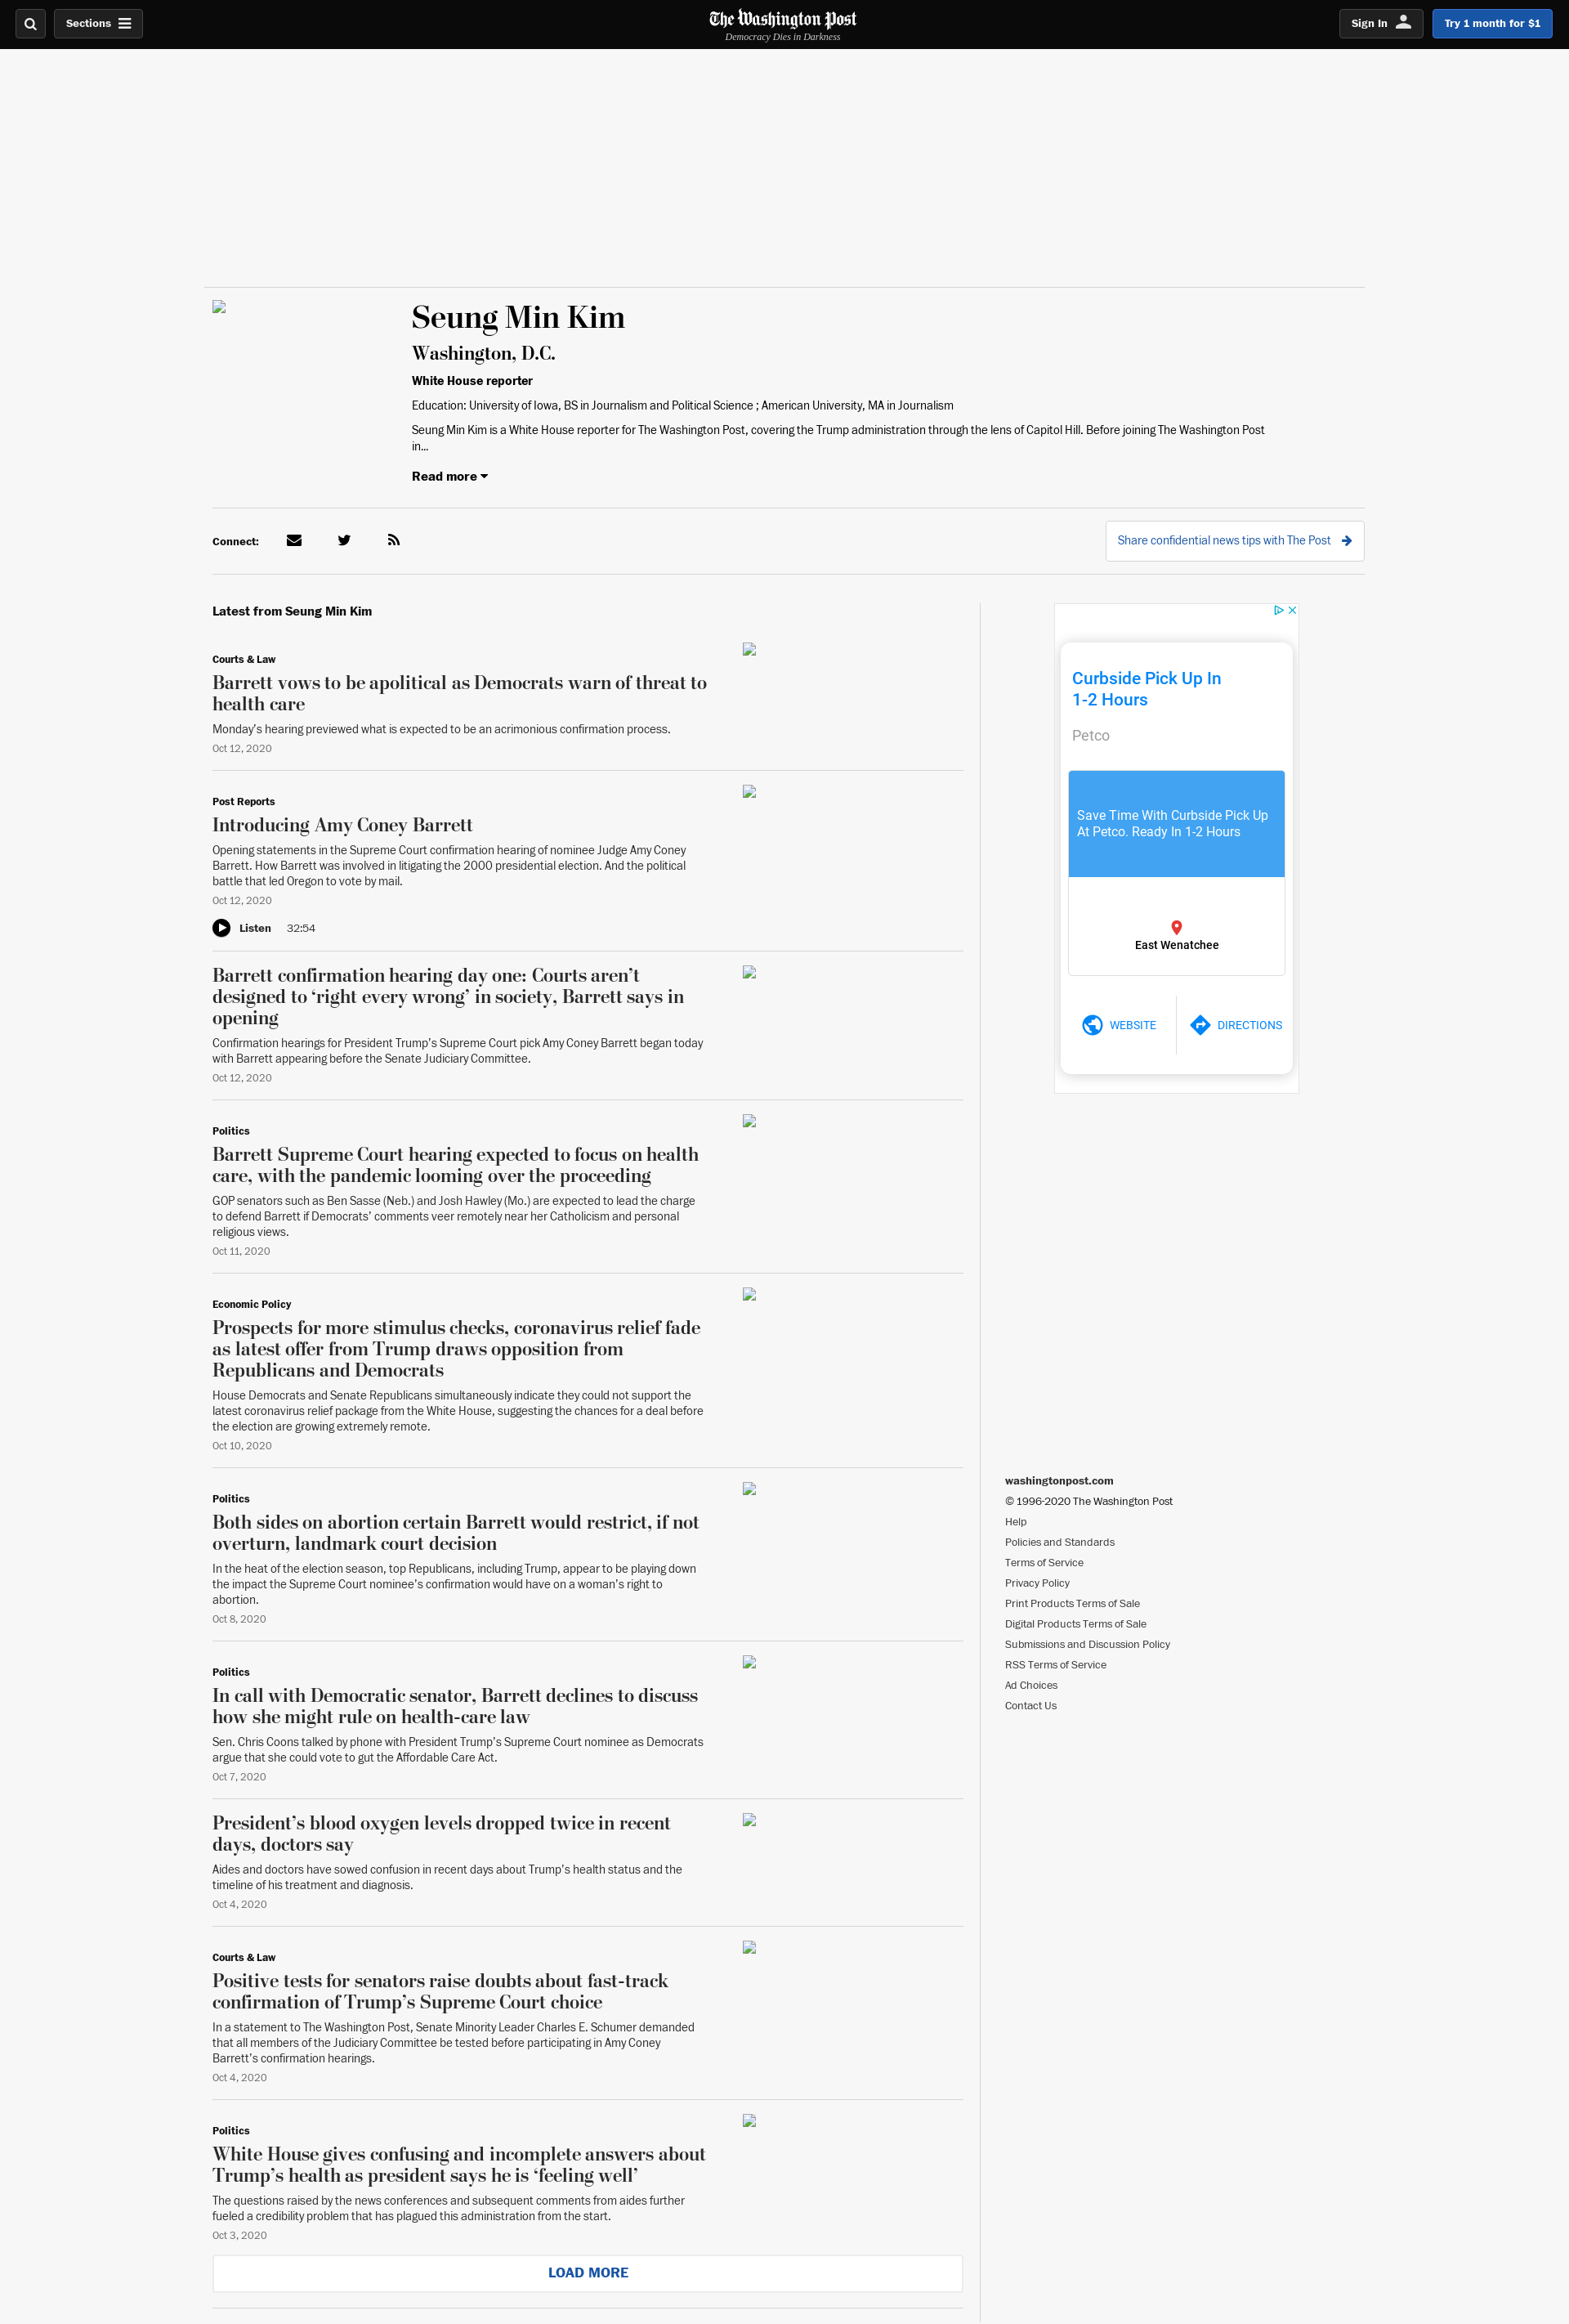 Sections
The Washington Post
Democracy Dies in Darkness
Sign In
Try 1 month for $1
Seung Min Kim
Washington, D.C.
White House reporter
Education: University of Iowa, BS in Journalism and Political Science ; American University, MA in Journalism
Seung Min Kim is a White House reporter for The Washington Post, covering the Trump administration through the lens of Capitol Hill. Before joining The Washington Post
in...
Read more
Connect:
Share confidential news tips with The Post
Latest from Seung Min Kim
Courts & Law
Barrett vows to be apolitical as Democrats warn of threat to
health care
Monday’s hearing previewed what is expected to be an acrimonious confirmation process.
Oct 12, 2020
Post Reports
Introducing Amy Coney Barrett
Opening statements in the Supreme Court confirmation hearing of nominee Judge Amy Coney
Barrett. How Barrett was involved in litigating the 2000 presidential election. And the political
battle that led Oregon to vote by mail.
Oct 12, 2020
Listen 32:54
Barrett confirmation hearing day one: Courts aren’t
designed to ‘right every wrong’ in society, Barrett says in
opening
Confirmation hearings for President Trump’s Supreme Court pick Amy Coney Barrett began today
with Barrett appearing before the Senate Judiciary Committee.
Oct 12, 2020
Politics
Barrett Supreme Court hearing expected to focus on health
care, with the pandemic looming over the proceeding
GOP senators such as Ben Sasse (Neb.) and Josh Hawley (Mo.) are expected to lead the charge
to defend Barrett if Democrats’ comments veer remotely near her Catholicism and personal
religious views.
Oct 11, 2020
Economic Policy
Prospects for more stimulus checks, coronavirus relief fade
as latest offer from Trump draws opposition from
Republicans and Democrats
House Democrats and Senate Republicans simultaneously indicate they could not support the
latest coronavirus relief package from the White House, suggesting the chances for a deal before
the election are growing extremely remote.
Oct 10, 2020
Politics
Both sides on abortion certain Barrett would restrict, if not
overturn, landmark court decision
In the heat of the election season, top Republicans, including Trump, appear to be playing down
the impact the Supreme Court nominee’s confirmation would have on a woman’s right to
abortion.
Oct 8, 2020
Politics
In call with Democratic senator, Barrett declines to discuss
how she might rule on health-care law
Sen. Chris Coons talked by phone with President Trump’s Supreme Court nominee as Democrats
argue that she could vote to gut the Affordable Care Act.
Oct 7, 2020
President’s blood oxygen levels dropped twice in recent
days, doctors say
Aides and doctors have sowed confusion in recent days about Trump’s health status and the
timeline of his treatment and diagnosis.
Oct 4, 2020
Courts & Law
Positive tests for senators raise doubts about fast-track
confirmation of Trump’s Supreme Court choice
In a statement to The Washington Post, Senate Minority Leader Charles E. Schumer demanded
that all members of the Judiciary Committee be tested before participating in Amy Coney
Barrett’s confirmation hearings.
Oct 4, 2020
Politics
White House gives confusing and incomplete answers about
Trump’s health as president says he is ‘feeling well’
The questions raised by the news conferences and subsequent comments from aides further
fueled a credibility problem that has plagued this administration from the start.
Oct 3, 2020
LOAD MORE
Curbside Pick Up In
1-2 Hours
Petco
Save Time With Curbside Pick Up
At Petco. Ready In 1-2 Hours
East Wenatchee
WEBSITE
DIRECTIONS
washingtonpost.com
© 1996-2020 The Washington Post
Help
Policies and Standards
Terms of Service
Privacy Policy
Print Products Terms of Sale
Digital Products Terms of Sale
Submissions and Discussion Policy
RSS Terms of Service
Ad Choices
Contact Us